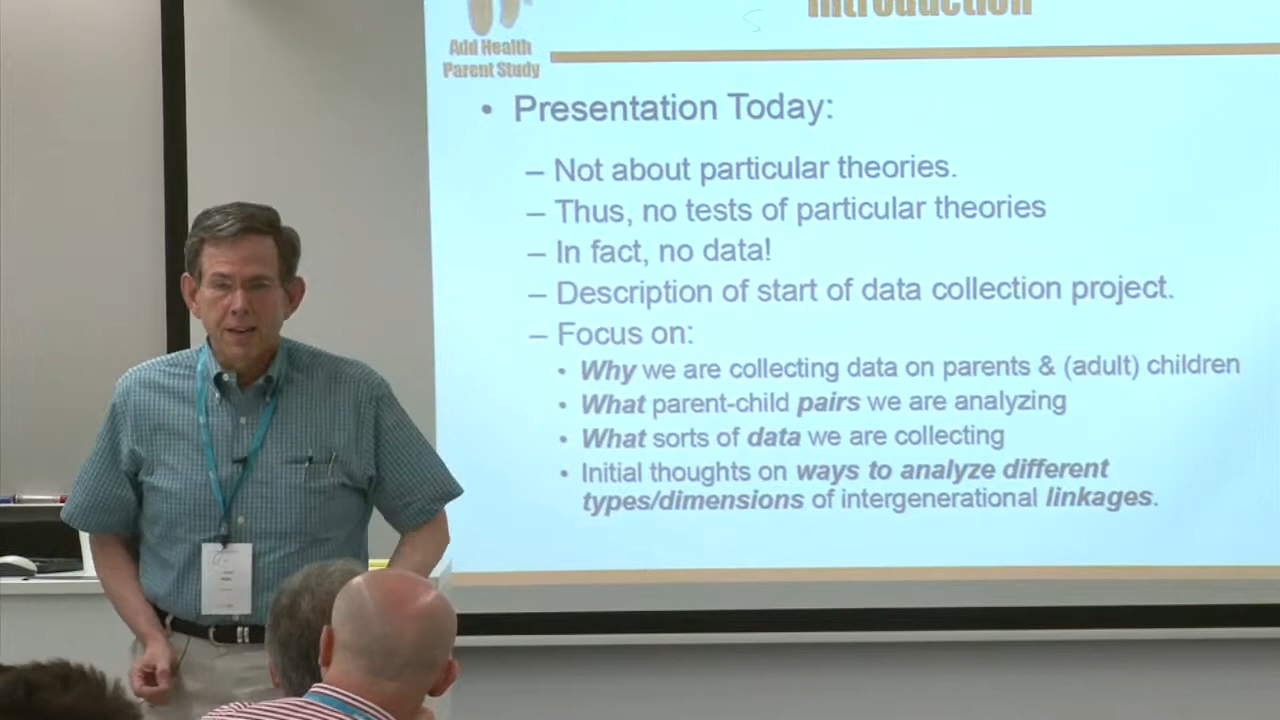 Introduction
Add Health
Parent Study
• Presentation Today:
– Not about particular theories.
– Thus, no tests of particular theories
– In fact, no data!
– Description of start of data collection project.
– Focus on:
• Why we are collecting data on parents & (adult) children
• What parent-child pairs we are analyzing
• What sorts of data we are collecting
• Initial thoughts on ways to analyze different
types/dimensions of intergenerational linkages.